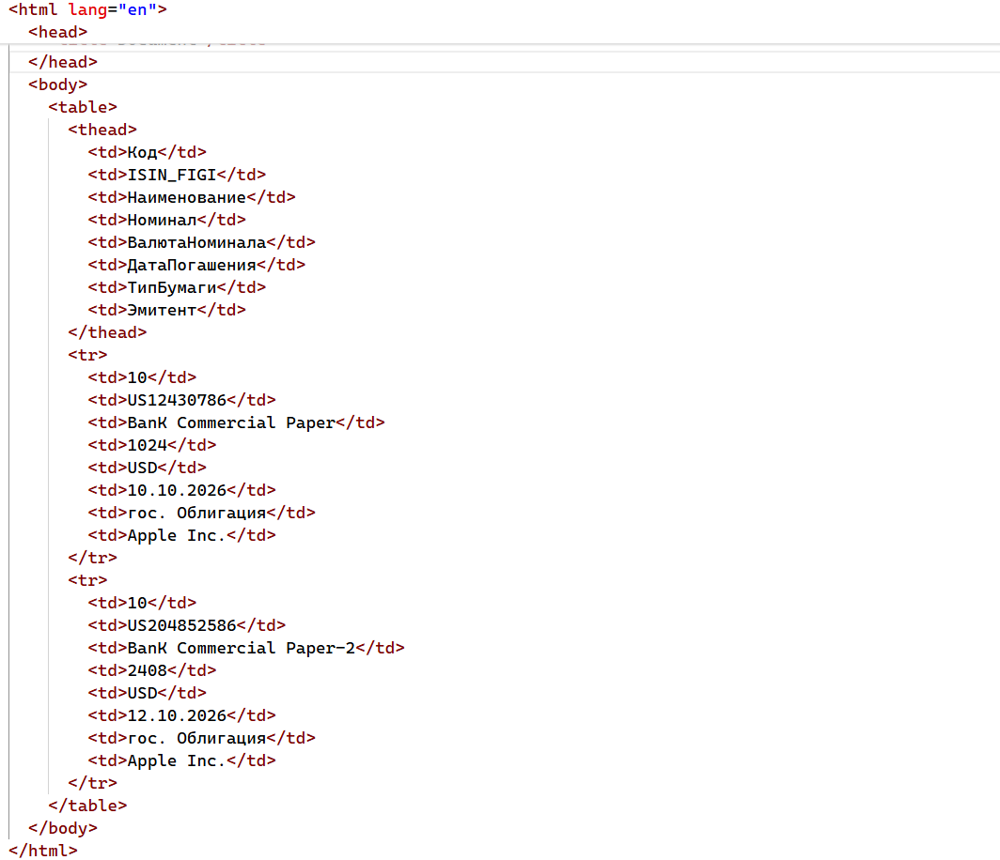 <html lang="en">
<head>
</head>
<body>
<table>
<thead>
<td>Код</td>
<td>ISIN_FIGI</td>
<td>Наименование</td>
<td>Номинал</td>
<td>ВалютаНоминала</td>
<td>ДатаПогашения</td>
<td>ТипБумаги</td>
<td>Эмитент</td>
</thead>
<tr>
<td>10</td>
<td>US12430786</td>
<td>BanK Commercial Paper</td>
<td>1024</td>
<td>USD</td>
<td>10.10.2026</td>
<td>гос. Облигация</td>
<td>Apple Inc.</td>
</tr>
<tr>
<td>10</td>
<td>US204852586</td>
<td>BanK Commercial Paper-2</td>
<td>2408</td>
<td>USD</td>
<td>12.10.2026</td>
<td>гос. Облигация</td>
<td>Apple Inc.</td>
</tr>
</table>
</body>
</html>